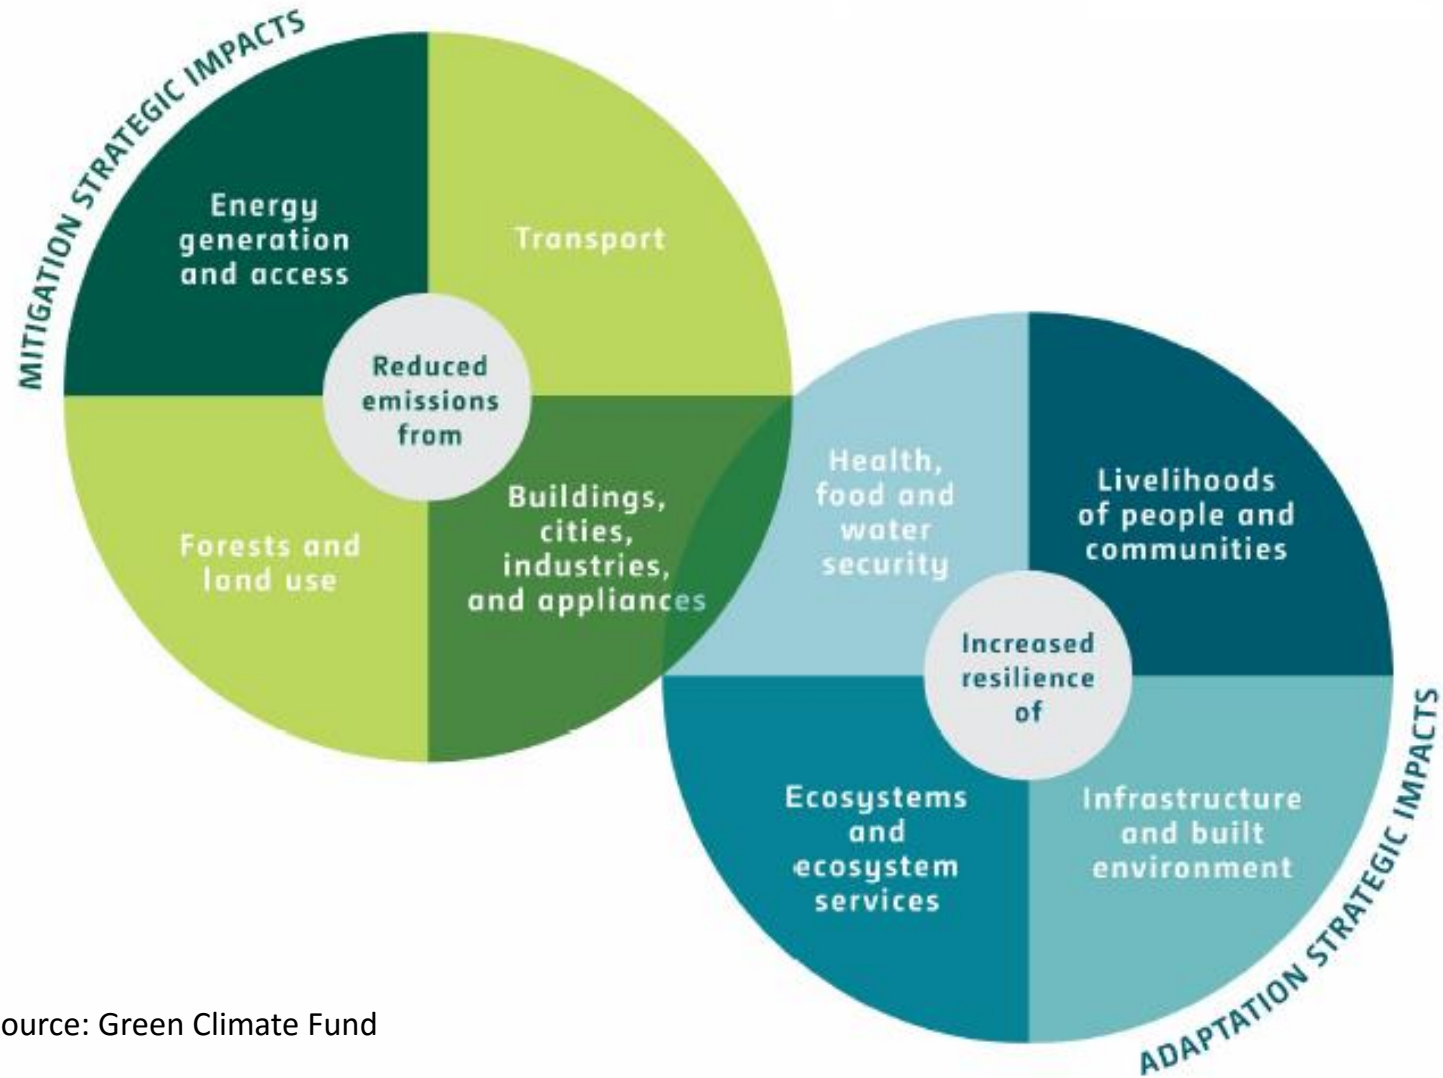 MITIGATION STRATEGIC IMPACTS
Energy
generation
and access
Transport
Reduced
emissions
from
Forests and
land use
Buildings,
cities,
industries,
and appliances
Health,
food and
water
security
Livelihoods
of people and
communities
Increased
resilience
of
Ecosystems
and
ecosystem
services
Infrastructure
and built
environment
ADAPTATION STRATEGIC IMPACTS
ource: Green Climate Fund